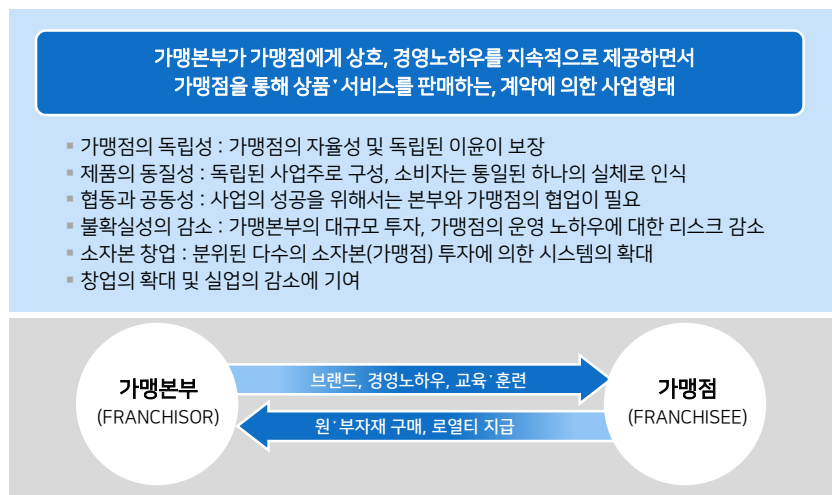 가맹본부가 가맹점에게 상호, 경영노하우를 지속적으로 제공하면서
가맹점을 통해 상품˙서비스를 판매하는, 계약에 의한 사업형태
▪ 가맹점의 독립성 : 가맹점의 자율성 및 독립된 이윤이 보장
▪ 제품의 동질성 : 독립된 사업주로 구성, 소비자는 통일된 하나의 실체로 인식
▪ 협동과 공동성 : 사업의 성공을 위해서는 본부와 가맹점의 협업이 필요
▪ 불확실성의 감소 : 가맹본부의 대규모 투자, 가맹점의 운영 노하우에 대한 리스크 감소
▪ 소자본 창업 : 분위된 다수의 소자본(가맹점) 투자에 의한 시스템의 확대
▪ 창업의 확대 및 실업의 감소에 기여
가맹본부
(FRANCHISOR)
브랜드, 경영노하우, 교육˙훈련
원˙부자재 구매, 로열티 지급
가맹점
(FRANCHISEE)